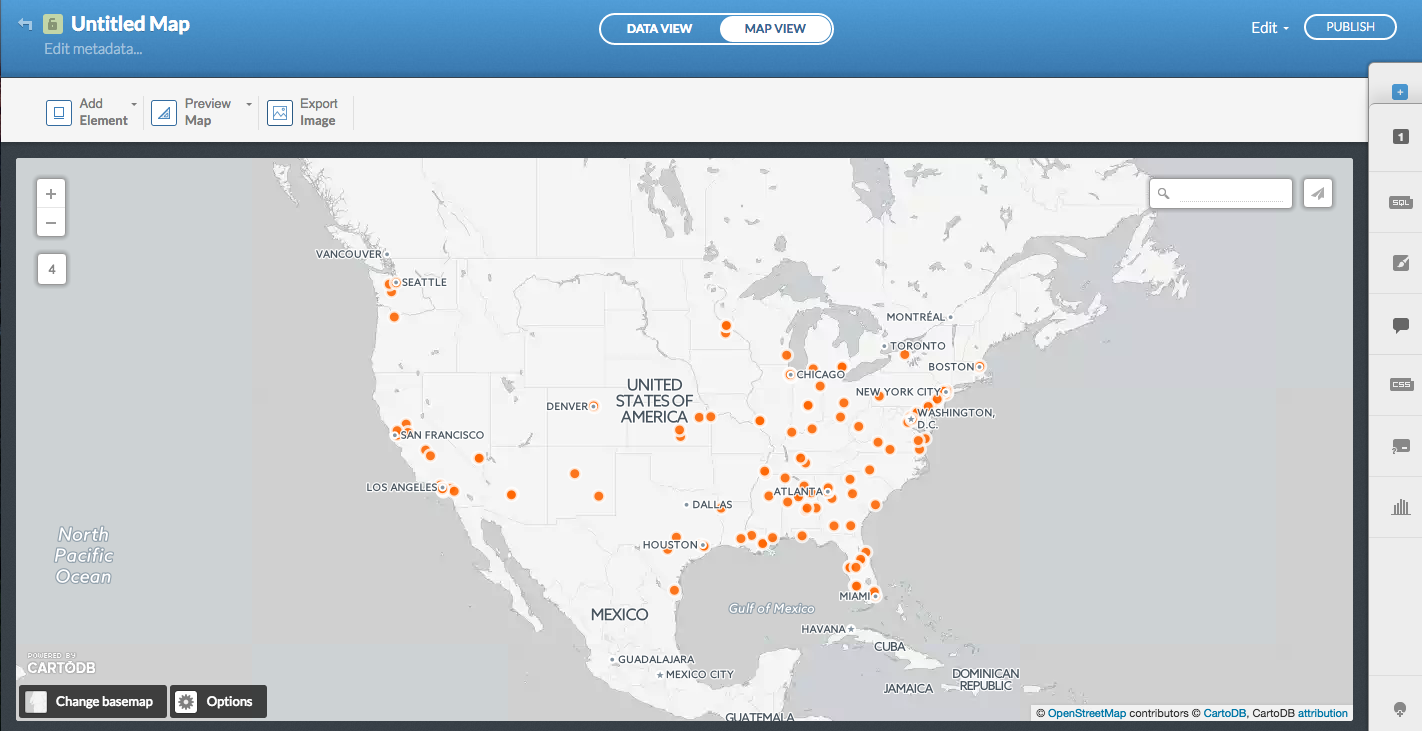 Untitled Map
Edit metadata...
DATA VIEW
MAP VIEW
Edit
PUBLISH
Add
Element
Preview
Map
Export
Image
+
1
SQL
CSS
?
+
−
4
VANCOUVER
SEATTLE
MONTRÉAL
TORONTO
BOSTON
CHICAGO
NEW YORK CITY
UNITED
STATES OF
AMERICA
DENVER
WASHINGTON,
D.C.
SAN FRANCISCO
LOS ANGELES
ATLANTA
DALLAS
North
Pacific
Ocean
HOUSTON
MIAMI
Gulf of Mexico
MEXICO
HAVANA
CUBA
GUADALAJARA
MEXICO CITY
DOMINICAN
REPUBLIC
JAMAICA
GUATEMALA
POWERED BY
CARTODB
Change basemap
Options
© OpenStreetMap contributors © CartoDB, CartoDB attribution